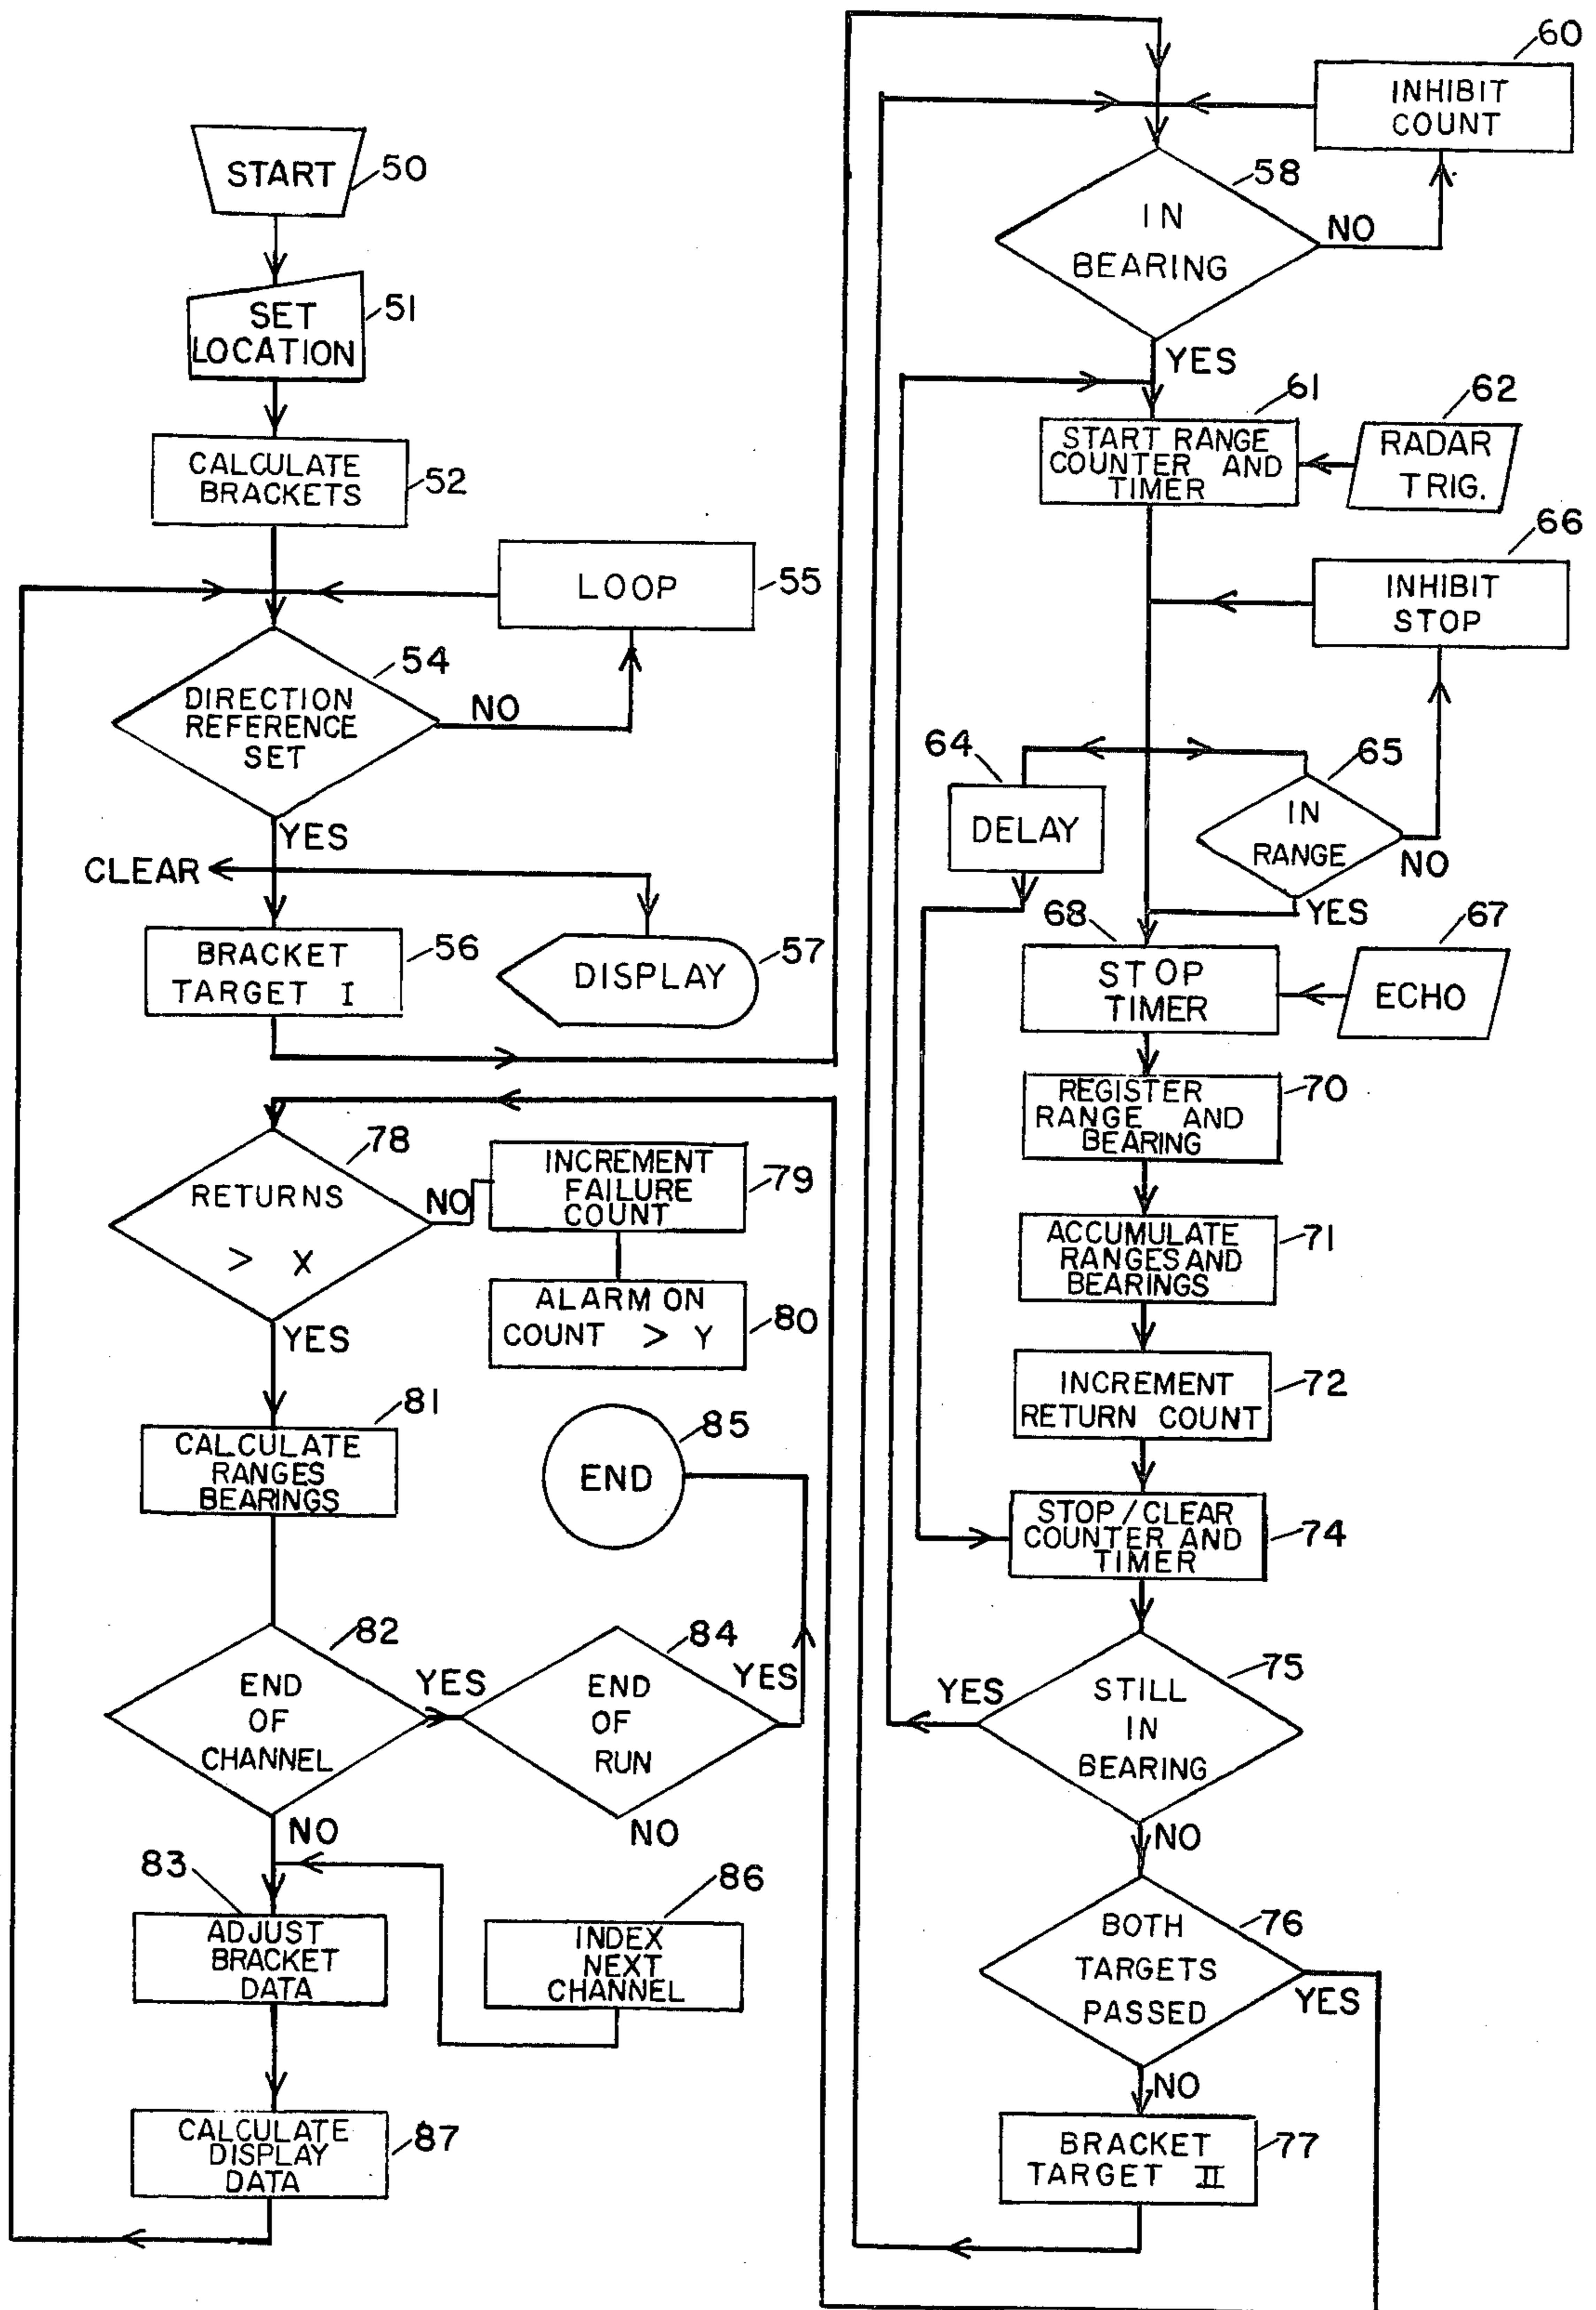 START
50
SET
LOCATION
51
CALCULATE
BRACKETS
52
LOOP
55
DIRECTION
REFERENCE
SET
54
NO
YES
CLEAR
BRACKET
TARGET I
56
DISPLAY
57
IN
BEARING
58
NO
YES
INHIBIT
COUNT
60
START RANGE
COUNTER AND
TIMER
61
RADAR
TRIG.
62
INHIBIT
STOP
66
64
DELAY
IN
RANGE
65
NO
YES
68
STOP
TIMER
ECHO
67
REGISTER
RANGE AND
BEARING
70
ACCUMULATE
RANGES AND
BEARINGS
71
INCREMENT
RETURN COUNT
72
STOP/CLEAR
COUNTER AND
TIMER
74
STILL
IN
BEARING
75
YES
NO
BOTH
TARGETS
PASSED
76
YES
NO
BRACKET
TARGET II
77
RETURNS
> X
78
NO
YES
INCREMENT
FAILURE
COUNT
79
ALARM ON
COUNT > Y
80
CALCULATE
RANGES
BEARINGS
81
END
85
END
OF
CHANNEL
82
YES
NO
END
OF
RUN
84
YES
NO
83
ADJUST
BRACKET
DATA
INDEX
NEXT
CHANNEL
86
CALCULATE
DISPLAY
DATA
87